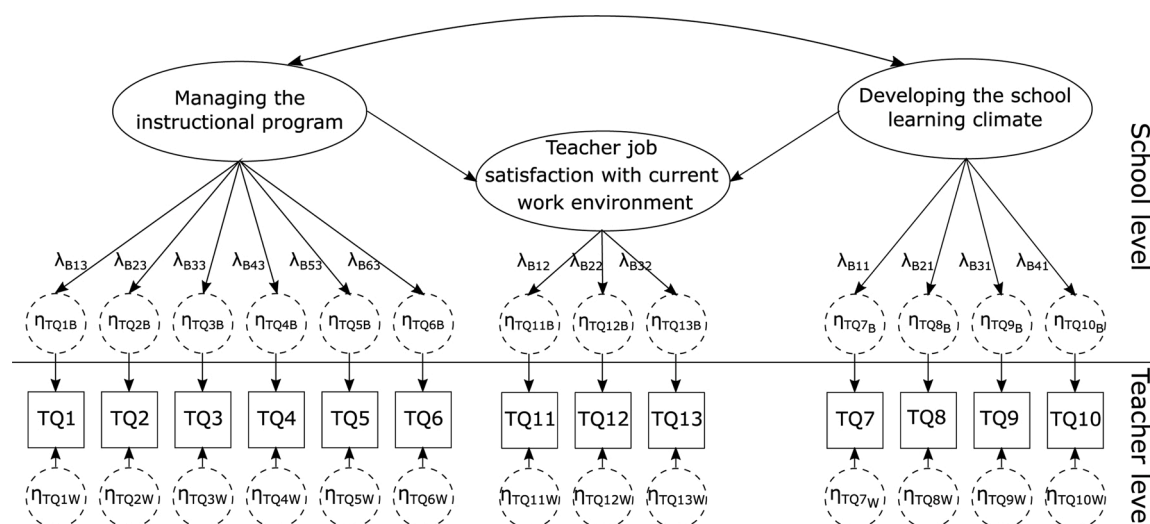 Managing the
instructional program
Developing the school
learning climate
Teacher job
satisfaction with current
work environment
School level
λB13 λB23 λB33 λB43 λB53 λB63 λB12 λB22 λB32 λB11 λB21 λB31 λB41
ηTQ1B ηTQ2B ηTQ3B ηTQ4B ηTQ5B ηTQ6B ηTQ11B ηTQ12B ηTQ13B ηTQ7B ηTQ8B ηTQ9B ηTQ10B
TQ1 TQ2 TQ3 TQ4 TQ5 TQ6 TQ11 TQ12 TQ13 TQ7 TQ8 TQ9 TQ10
ηTQ1W ηTQ2W ηTQ3W ηTQ4W ηTQ5W ηTQ6W ηTQ11W ηTQ12W ηTQ13W ηTQ7W ηTQ8W ηTQ9W ηTQ10W
Teacher level